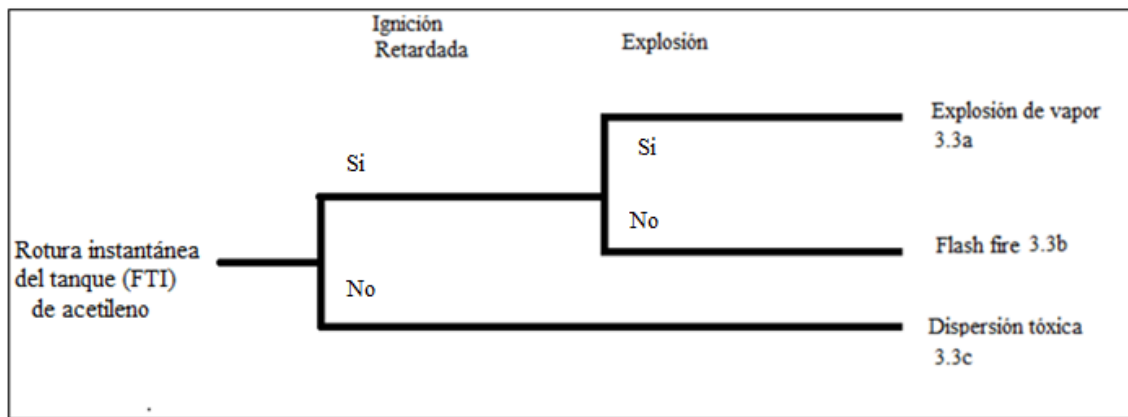 Ignición
Retardada
Explosión
Explosión de vapor
3.3a
Si
Si
No
Rotura instantánea
del tanque (FTI)
de acetileno
Flash fire 3.3b
No
Dispersión tóxica
3.3c